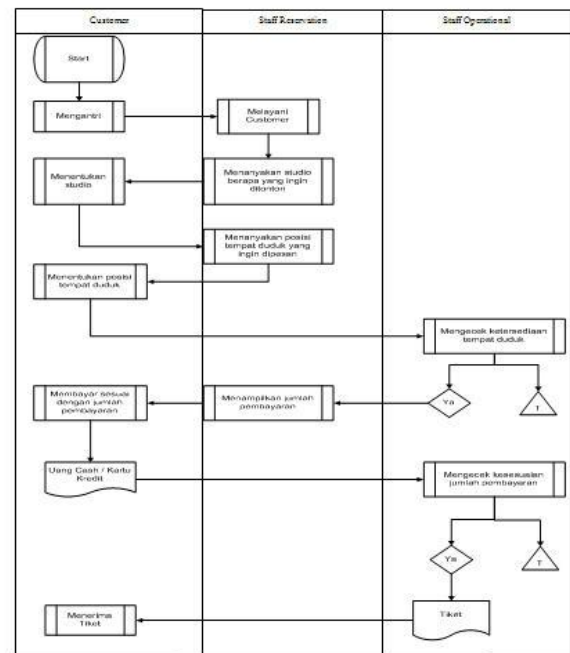 Customer
Staff Reservation
Staff Operational
Start
Mengantri
Melayani
Customer
Menanyakan studio
berapa yang ingin
ditonton
Menentukan
studio
Menanyakan posisi
tempat duduk yang
ingin dipesan
Menentukan posisi
tempat duduk
Mengecek ketersediaan
tempat duduk
Ya
T
Menampilkan jumlah
pembayaran
Membayar sesuai
dengan jumlah
pembayaran
Uang Cash / Kartu
Kredit
Mengecek kesesuaian
jumlah pembayaran
Ya
T
Tiket
Menerima
Tiket